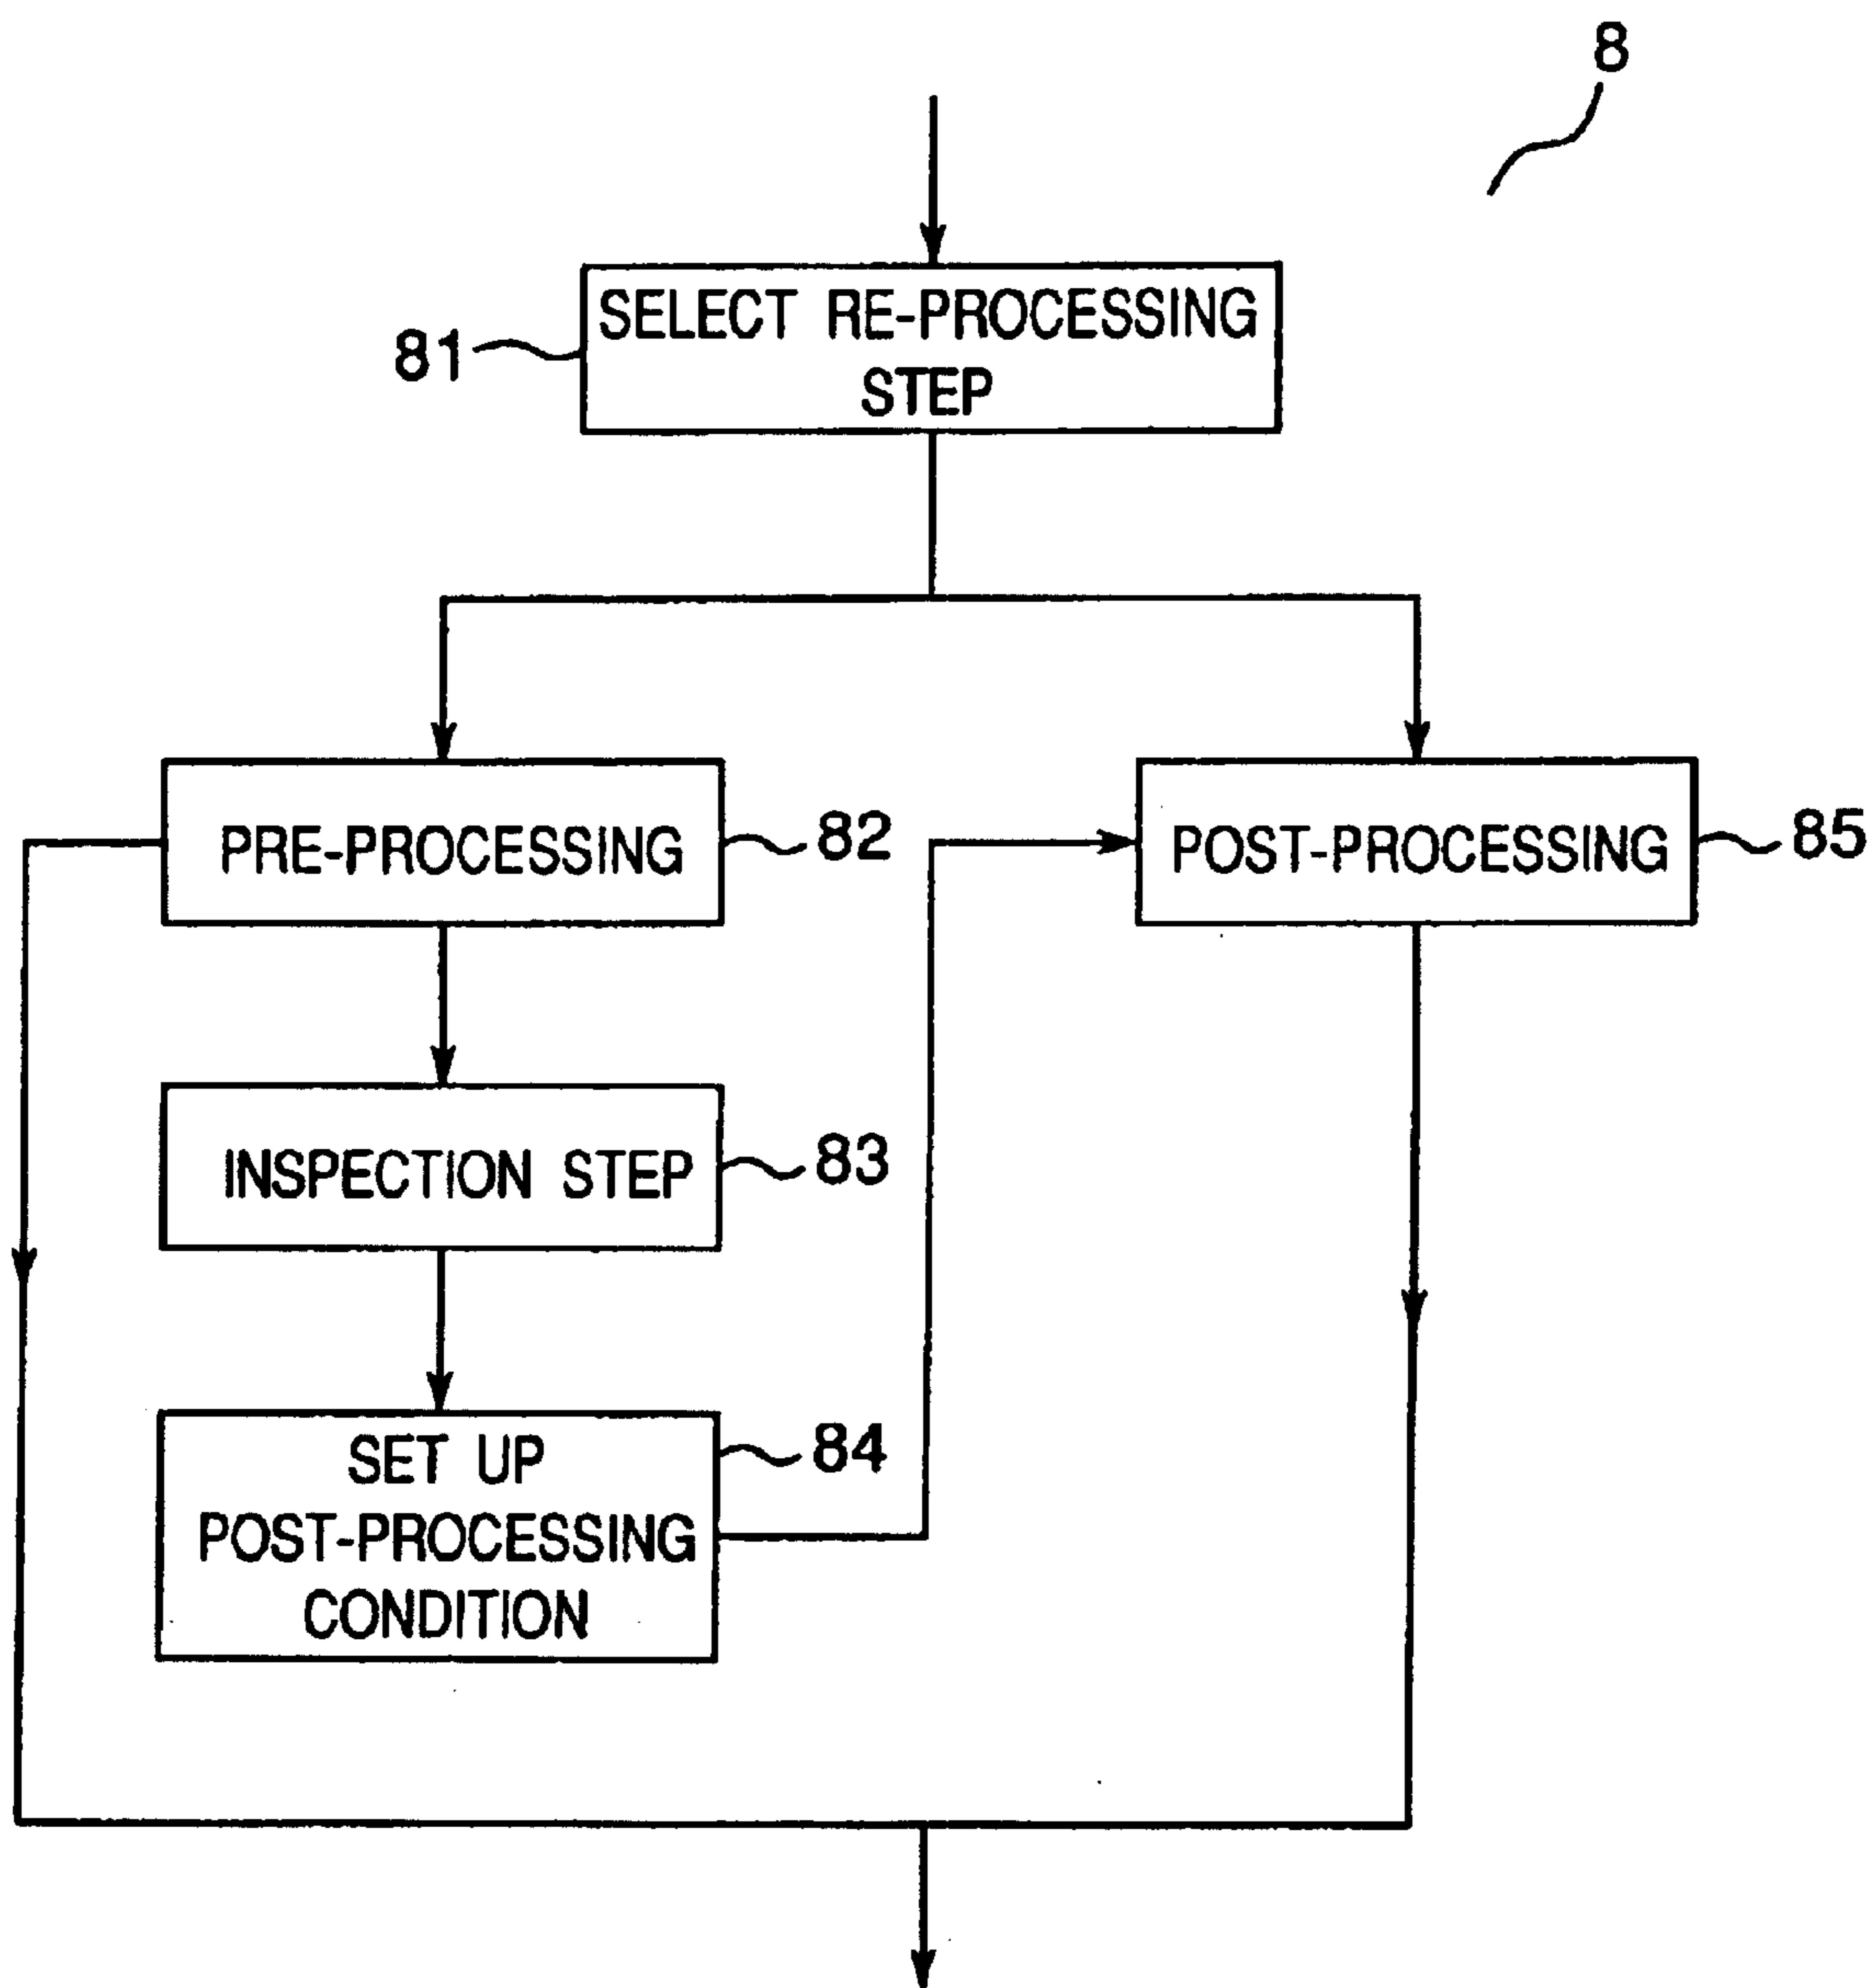 8
SELECT RE-PROCESSING
STEP
81
PRE-PROCESSING
82
POST-PROCESSING
85
INSPECTION STEP
83
SET UP
POST-PROCESSING
CONDITION
84